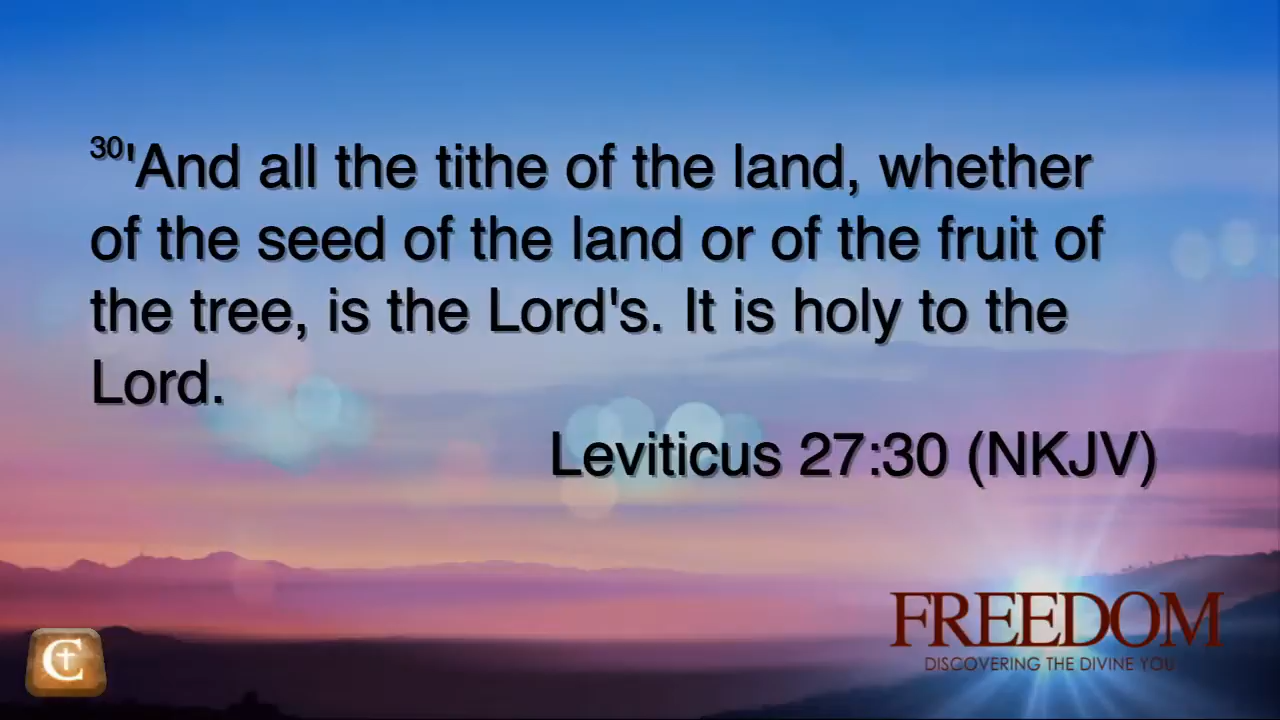 30'And all the tithe of the land, whether
of the seed of the land or of the fruit of
the tree, is the Lord's. It is holy to the
Lord.
Leviticus 27:30 (NKJV)
FREEDOM
DISCOVERING THE DIVINE YOU
C